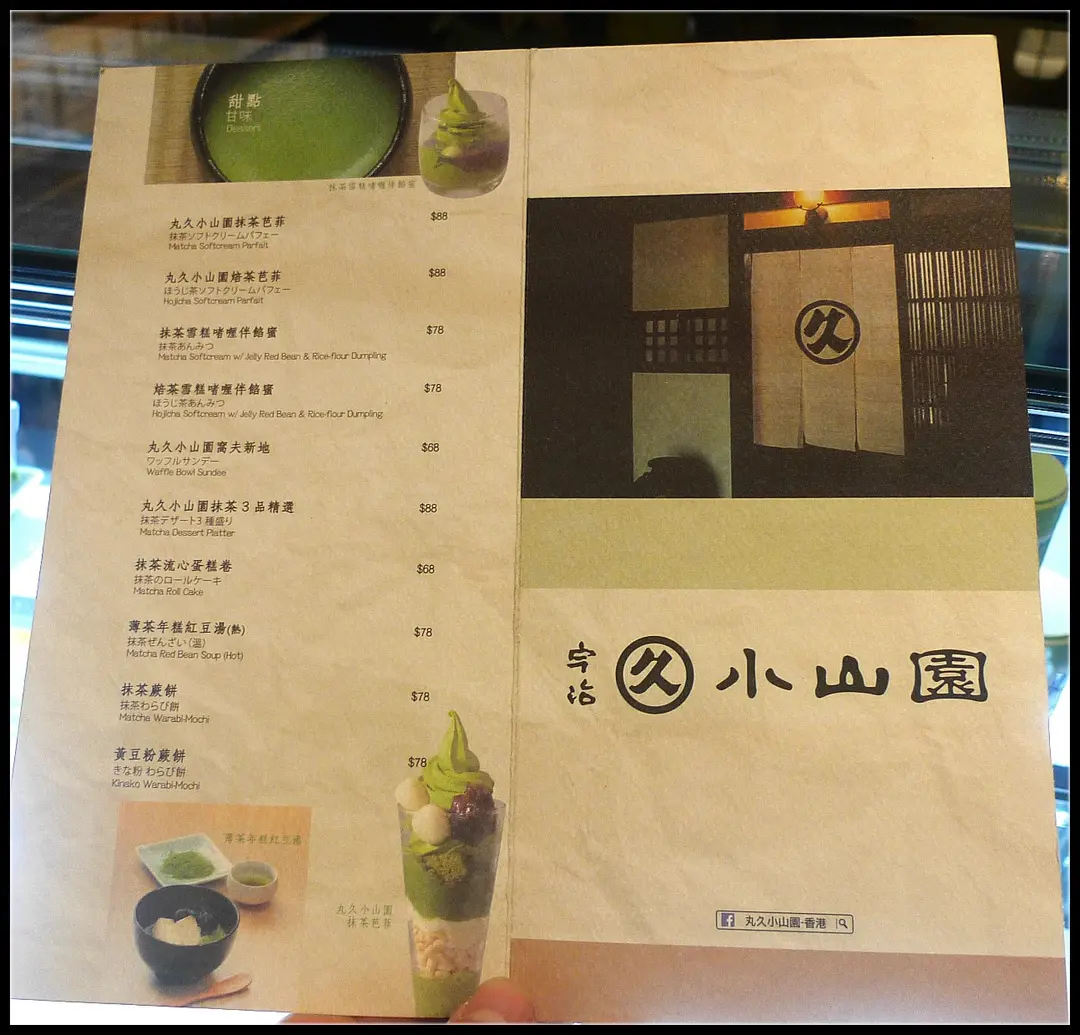 甜點
甘味
Dessert
抹茶雪糕啫喱伴餡蜜
丸久小山園抹茶芭菲
抹茶ソフトクリームパフェー
Matcha Softcream Parfait
$88
丸久小山園焙茶芭菲
ほうじ茶ソフトクリームパフェー
Hojicha Softcream Parfait
$88
抹茶雪糕啫喱伴餡蜜
抹茶あんみつ
Matcha Softcream w/ Jelly Red Bean & Rice-flour Dumpling
$78
焙茶雪糕啫喱伴餡蜜
ほうじ茶あんみつ
Hojicha Softcream w/ Jelly Red Bean & Rice-flour Dumpling
$78
丸久小山園窩夫新地
ワッフルサンデー
Waffle Bowl Sundee
$68
丸久小山園抹茶3品精選
抹茶デザート3種盛り
Matcha Dessert Platter
$88
抹茶流心蛋糕卷
抹茶のロールケーキ
Matcha Roll Cake
$68
薄茶年糕紅豆湯(熱)
抹茶ぜんざい(温)
Matcha Red Bean Soup (Hot)
$78
抹茶蕨餅
抹茶わらび餅
Matcha Warabi-Mochi
$78
黃豆粉蕨餅
きな粉 わらび餅
Kinako Warabi-Mochi
$78
薄茶年糕紅豆湯
丸久小山園
抹茶芭菲
久
宇治
久 小山園
f 丸久小山園-香港